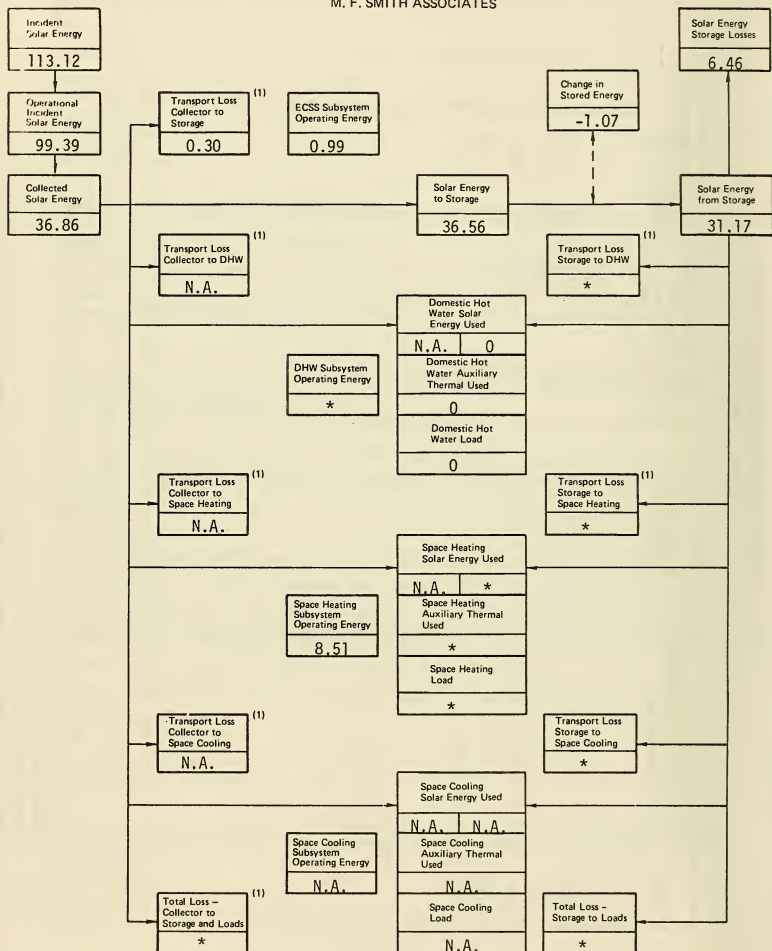 M. F. SMITH ASSOCIATES
Incident
Solar Energy
113.12
Solar Energy
Storage Losses
6.46
Operational
Incident
Solar Energy
99.39
Transport Loss
Collector to
Storage
(1)
0.30
ECSS Subsystem
Operating Energy
0.99
Change in
Stored Energy
-1.07
Collected
Solar Energy
36.86
Solar Energy
to Storage
36.56
Solar Energy
from Storage
31.17
Transport Loss
Collector to DHW
(1)
N.A.
Transport Loss
Storage to DHW
(1)
*
Domestic Hot
Water Solar
Energy Used
N.A. 0
DHW Subsystem
Operating Energy
*
Domestic Hot
Water Auxiliary
Thermal Used
0
Domestic Hot
Water Load
0
Transport Loss
Collector to
Space Heating
(1)
N.A.
Transport Loss
Storage to
Space Heating
(1)
*
Space Heating
Solar Energy Used
N.A. *
Space Heating
Subsystem
Operating Energy
8.51
Space Heating
Auxiliary Thermal
Used
*
Space Heating
Load
*
Transport Loss
Collector to
Space Cooling
(1)
N.A.
Transport Loss
Storage to
Space Cooling
*
Space Cooling
Solar Energy Used
N.A. N.A.
Space Cooling
Subsystem
Operating Energy
N.A.
Space Cooling
Auxiliary Thermal
Used
N.A.
Total Loss –
Collector to
Storage and Loads
(1)
*
Space Cooling
Load
N.A.
Total Loss –
Storage to Loads
*